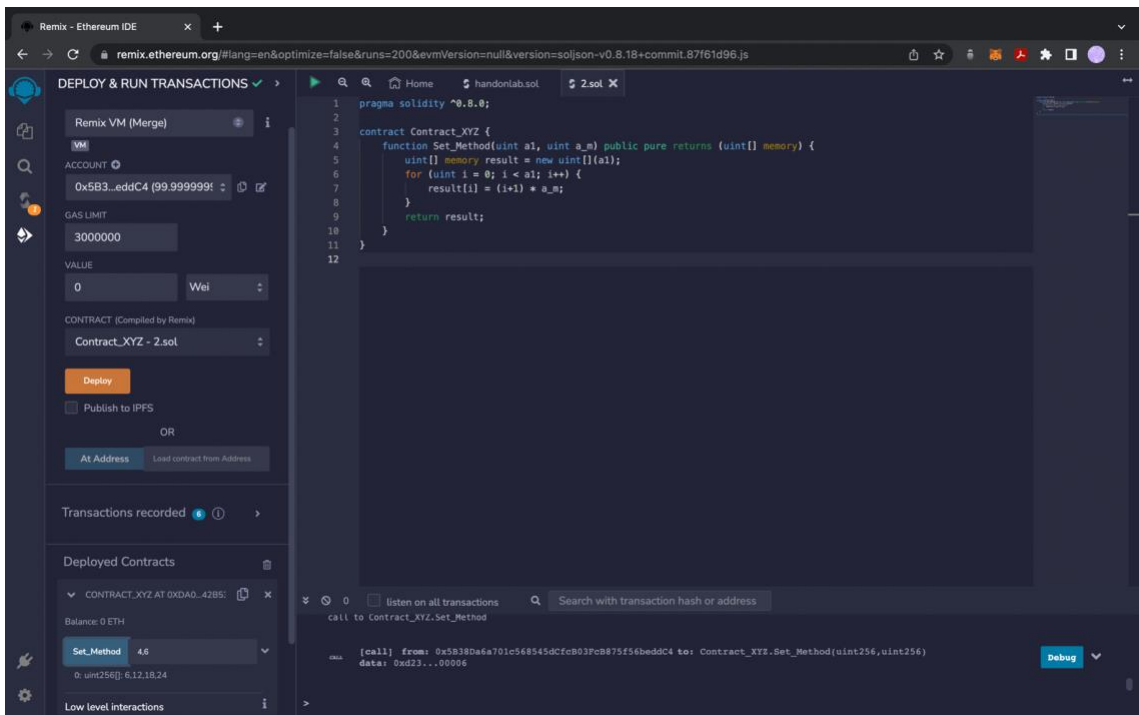 Remix - Ethereum IDE
remix.ethereum.org/#lang=en&optimize=false&runs=200&evmVersion=null&version=soljson-v0.8.18+commit.87f61d96.js
DEPLOY & RUN TRANSACTIONS
Remix VM (Merge)
VM
ACCOUNT
0x5B3...eddC4 (99.9999999
GAS LIMIT
3000000
VALUE
0
Wei
CONTRACT (Compiled by Remix)
Contract_XYZ - 2.sol
Deploy
Publish to IPFS
OR
At Address
Load contract from Address
Transactions recorded 6
Deployed Contracts
CONTRACT_XYZ AT 0XDA0...42B5
Balance: 0 ETH
Set_Method 4,6
0: uint256[]: 6,12,18,24
Low level interactions
Home
handonlab.sol
2.sol
1 pragma solidity ^0.8.0;
2
3 contract Contract_XYZ {
4 function Set_Method(uint a1, uint a_m) public pure returns (uint[] memory) {
5 uint[] memory result = new uint[](a1);
6 for (uint i = 0; i < a1; i++) {
7 result[i] = (i+1) * a_m;
8 }
9 return result;
10 }
11 }
12
0
listen on all transactions
Search with transaction hash or address
call to Contract_XYZ.Set_Method
CALL
[call] from: 0x5B38Da6a701c568545dCfcB03FcB875f56beddC4 to: Contract_XYZ.Set_Method(uint256,uint256)
data: 0xd23...00006
Debug
>